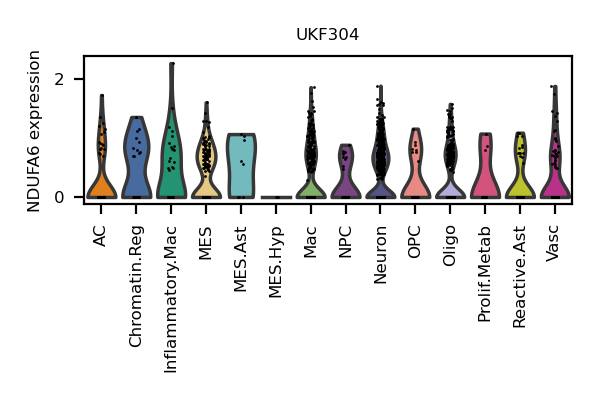 UKF304
NDUFA6 expression
2
0
AC
Chromatin.Reg
Inflammatory.Mac
MES
MES.Ast
MES.Hyp
Mac
NPC
Neuron
OPC
Oligo
Prolif.Metab
Reactive.Ast
Vasc